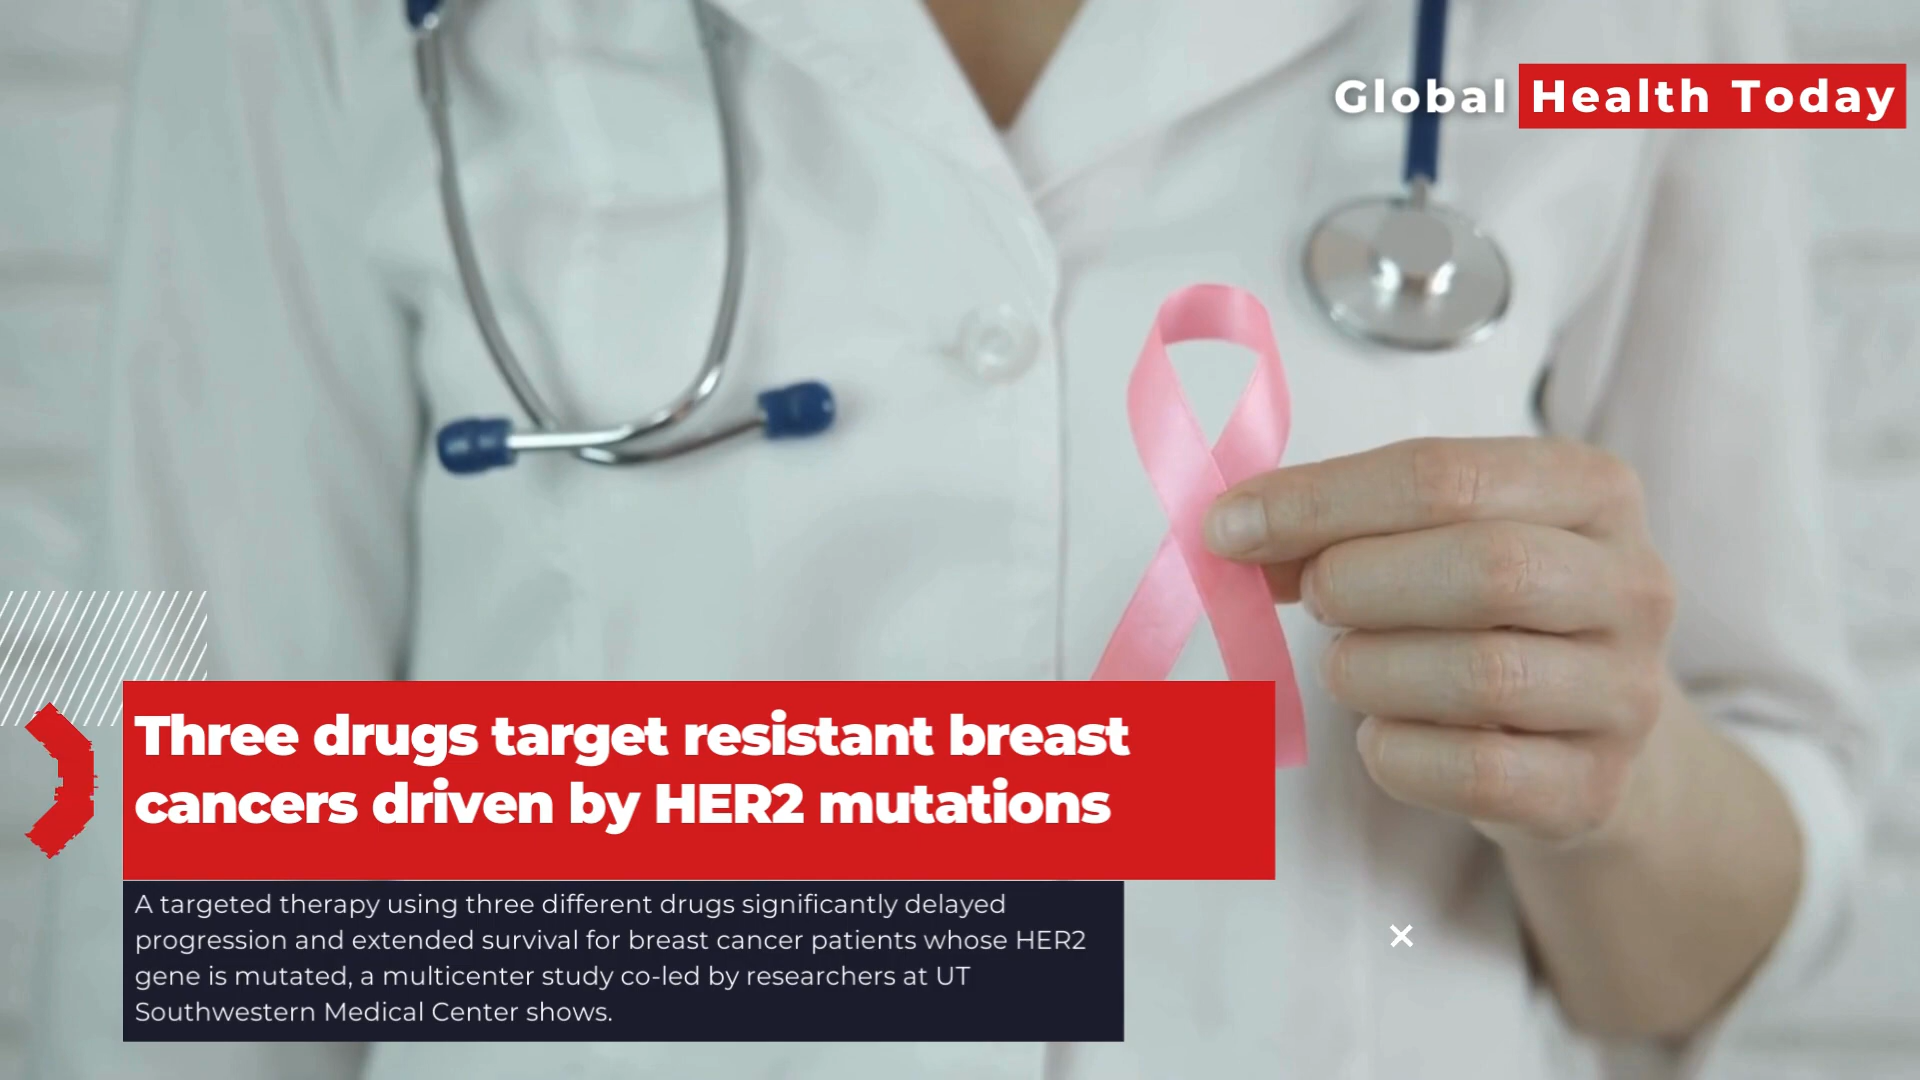 Global Health Today
Three drugs target resistant breast
cancers driven by HER2 mutations
A targeted therapy using three different drugs significantly delayed
progression and extended survival for breast cancer patients whose HER2
gene is mutated, a multicenter study co-led by researchers at UT
Southwestern Medical Center shows.